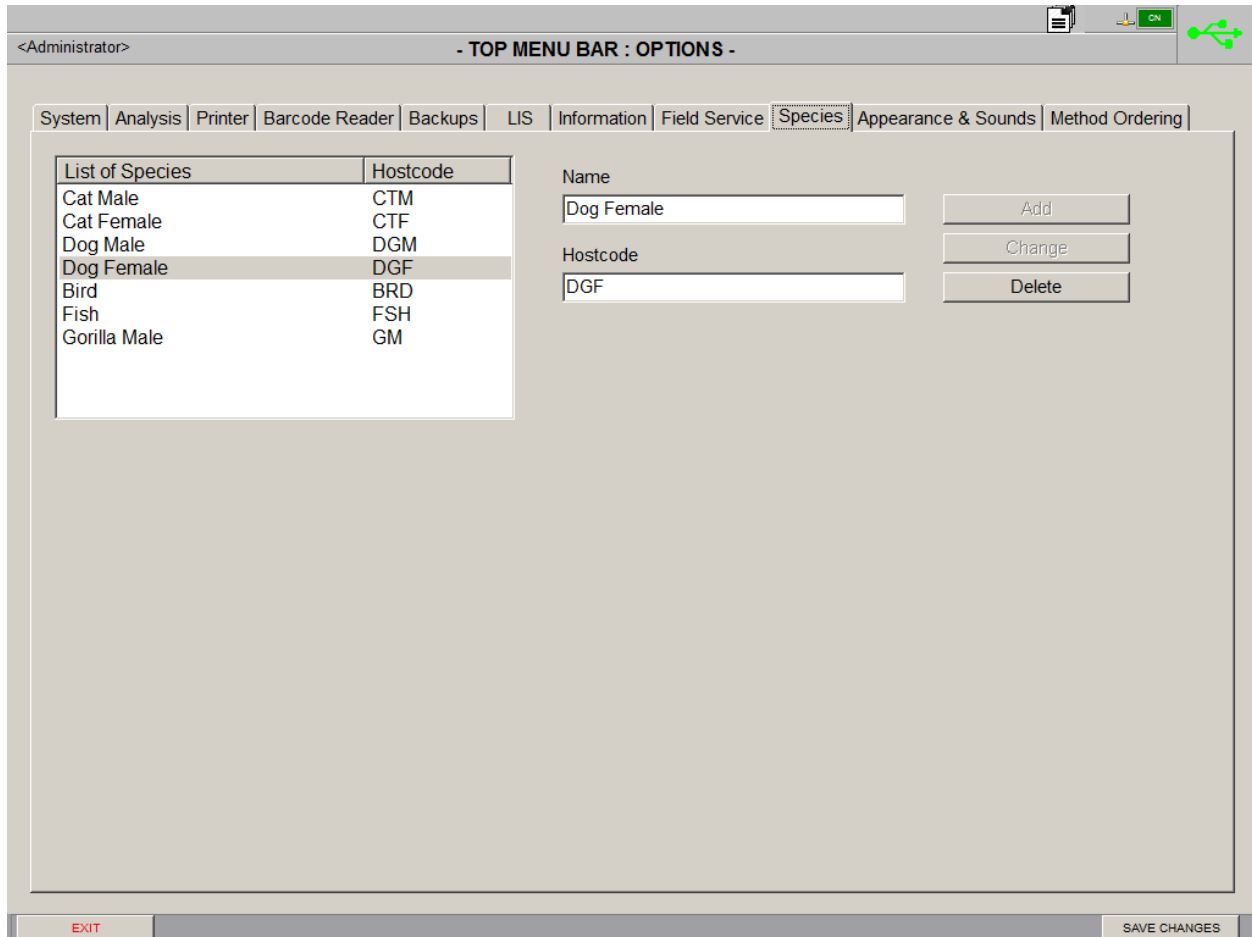 ON
<Administrator>
- TOP MENU BAR : OPTIONS -
System Analysis Printer Barcode Reader Backups LIS Information Field Service Species Appearance & Sounds Method Ordering
List of Species Hostcode
Cat Male CTM
Cat Female CTF
Dog Male DGM
Dog Female DGF
Bird BRD
Fish FSH
Gorilla Male GM
Name
Dog Female
Hostcode
DGF
Add
Change
Delete
EXIT
SAVE CHANGES